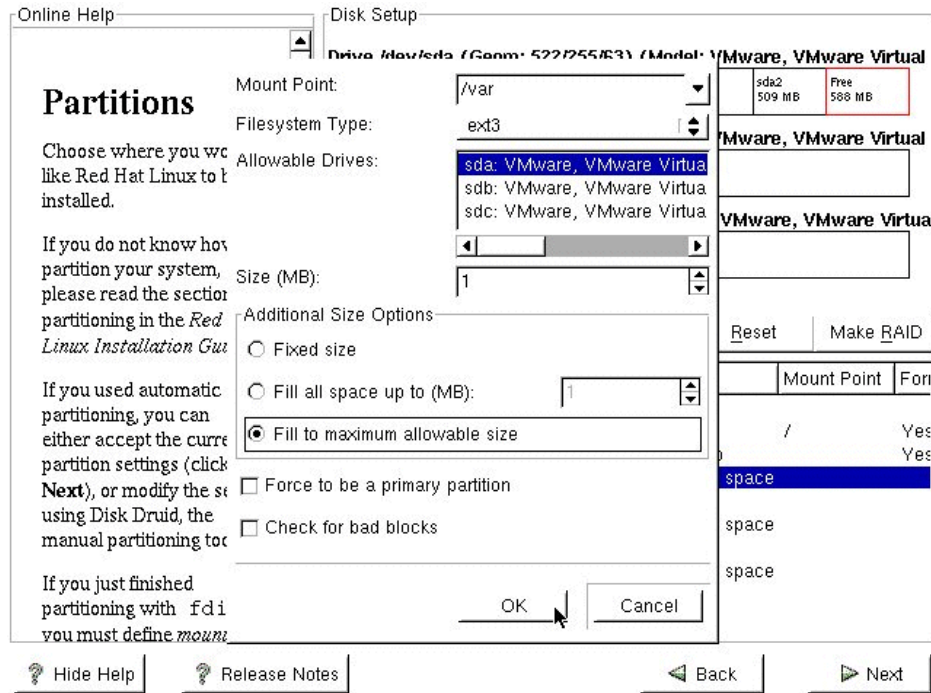 Online Help
Partitions
Choose where you wo
like Red Hat Linux to b
installed.
If you do not know how
partition your system,
please read the section
partitioning in the Red
Linux Installation Gui
If you used automatic
partitioning, you can
either accept the curre
partition settings (click
Next), or modify the se
using Disk Druid, the
manual partitioning too
If you just finished
partitioning with fdi
you must define mount
Disk Setup
Drive /dev/sda (Geom: 522/255/63) (Model: VMware, VMware Virtual
sda2
509 MB
Free
588 MB
VMware, VMware Virtual
VMware, VMware Virtua
Mount Point:
/var
Filesystem Type:
ext3
Allowable Drives:
sda: VMware, VMware Virtua
sdb: VMware, VMware Virtua
sdc: VMware, VMware Virtua
Size (MB):
1
Additional Size Options
Fixed size
Fill all space up to (MB):
1
Fill to maximum allowable size
Force to be a primary partition
Check for bad blocks
OK
Cancel
Reset
Make RAID
Mount Point
For
/
Yes
Yes
space
space
space
Hide Help
Release Notes
Back
Next